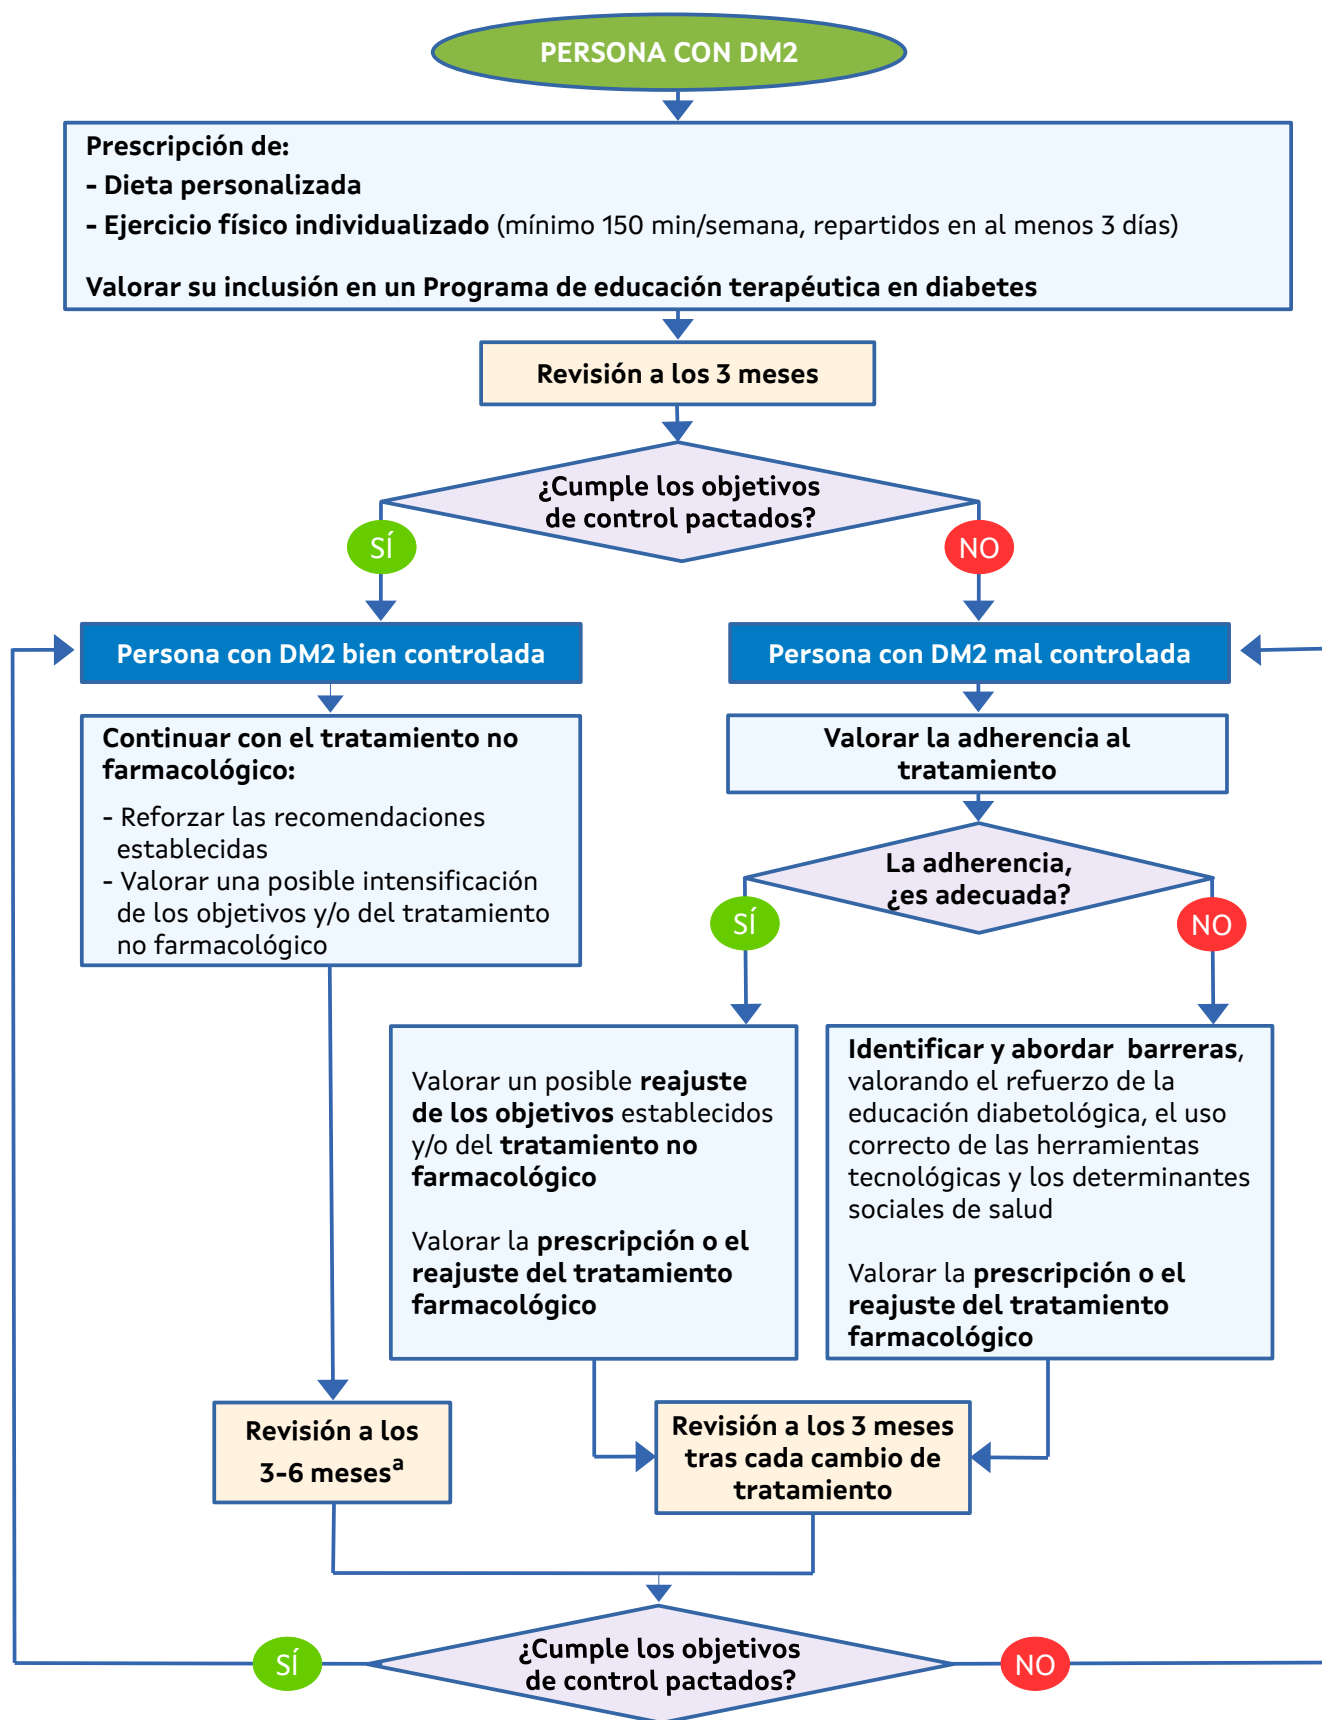 PERSONA CON DM2
Prescripción de:
- Dieta personalizada
- Ejercicio físico individualizado (mínimo 150 min/semana, repartidos en al menos 3 días)
Valorar su inclusión en un Programa de educación terapéutica en diabetes
Revisión a los 3 meses
¿Cumple los objetivos
de control pactados?
SÍ
NO
Persona con DM2 bien controlada
Continuar con el tratamiento no
farmacológico:
- Reforzar las recomendaciones
establecidas
- Valorar una posible intensificación
de los objetivos y/o del tratamiento
no farmacológico
Persona con DM2 mal controlada
Valorar la adherencia al
tratamiento
La adherencia,
¿es adecuada?
SÍ
NO
Valorar un posible reajuste
de los objetivos establecidos
y/o del tratamiento no
farmacológico
Valorar la prescripción o el
reajuste del tratamiento
farmacológico
Identificar y abordar  barreras,
valorando el refuerzo de la
educación diabetológica, el uso
correcto de las herramientas
tecnológicas y los determinantes
sociales de salud
Valorar la prescripción o el
reajuste del tratamiento
farmacológico
Revisión a los
3-6 mesesª
Revisión a los 3 meses
tras cada cambio de
tratamiento
¿Cumple los objetivos
de control pactados?
SÍ
NO